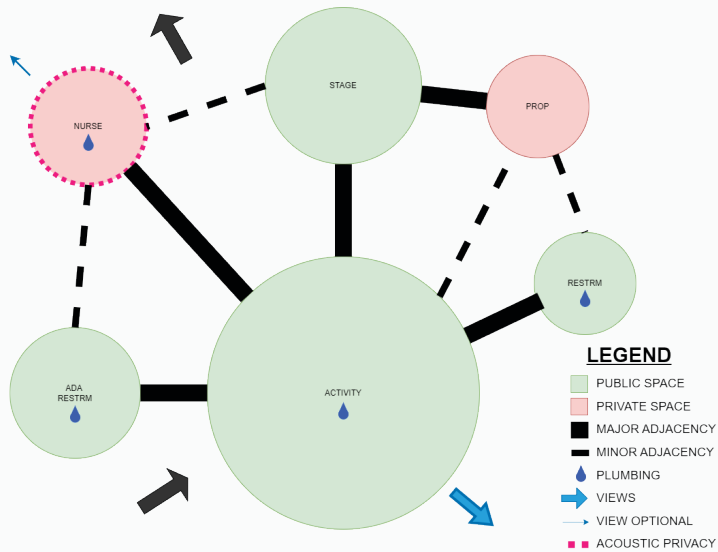 STAGE
PROP
NURSE
RESTRM
ADA
RESTRM
ACTIVITY
LEGEND
PUBLIC SPACE
PRIVATE SPACE
MAJOR ADJACENCY
MINOR ADJACENCY
PLUMBING
VIEWS
VIEW OPTIONAL
ACOUSTIC PRIVACY